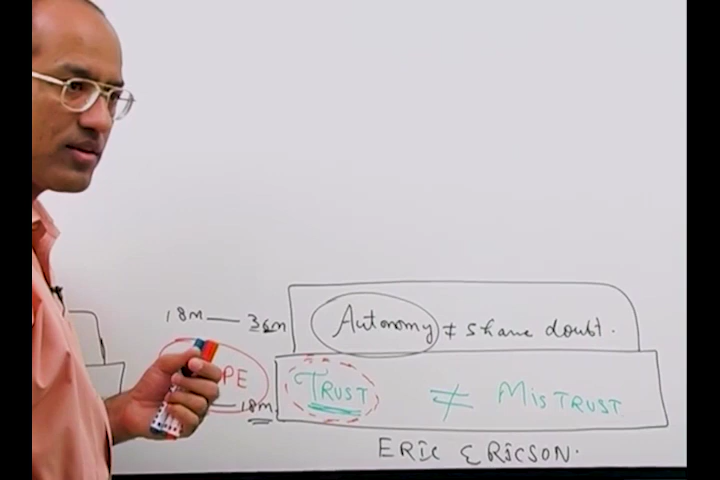 18M — 36M Autonomy ≠ shame doubt.
PE TRUST ≠ MISTRUST
— 18m
ERIC ERICSON.